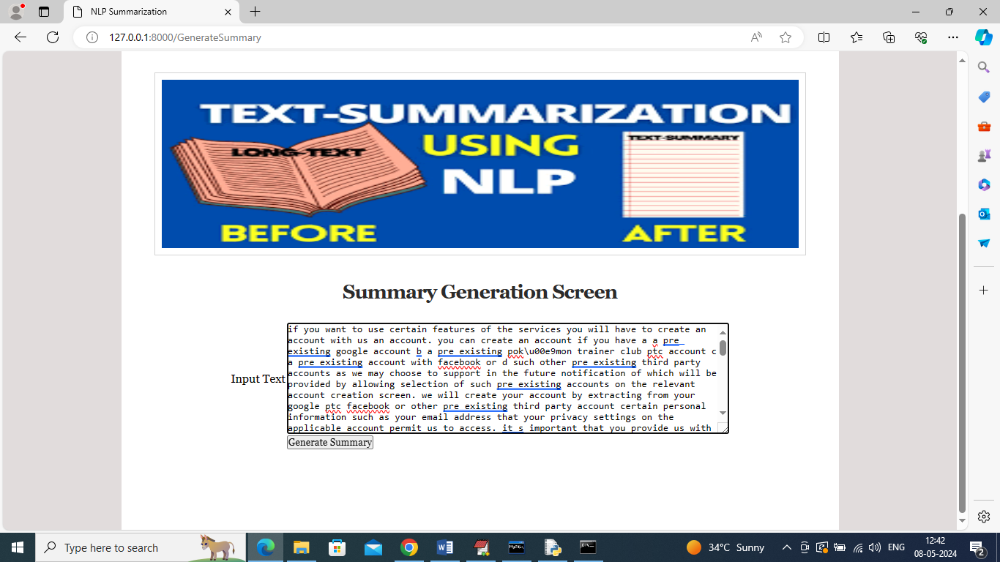 NLP Summarization
127.0.0.1:8000/GenerateSummary
TEXT-SUMMARIZATION
LONG-TEXT
USING
NLP
TEXT-SUMMARY
BEFORE
AFTER
Summary Generation Screen
Input Text
if you want to use certain features of the services you will have to create an
account with us an account. you can create an account if you have a a pre
existing google account b a pre existing pok\u00e9mon trainer club ptc account c
a pre existing account with facebook or d such other pre existing third party
accounts as we may choose to support in the future notification of which will be
provided by allowing selection of such pre existing accounts on the relevant
account creation screen. we will create your account by extracting from your
google ptc facebook or other pre existing third party account certain personal
information such as your email address that your privacy settings on the
applicable account permit us to access. it s important that you provide us with
Generate Summary
Type here to search
34°C Sunny
ENG
12:42
08-05-2024
2